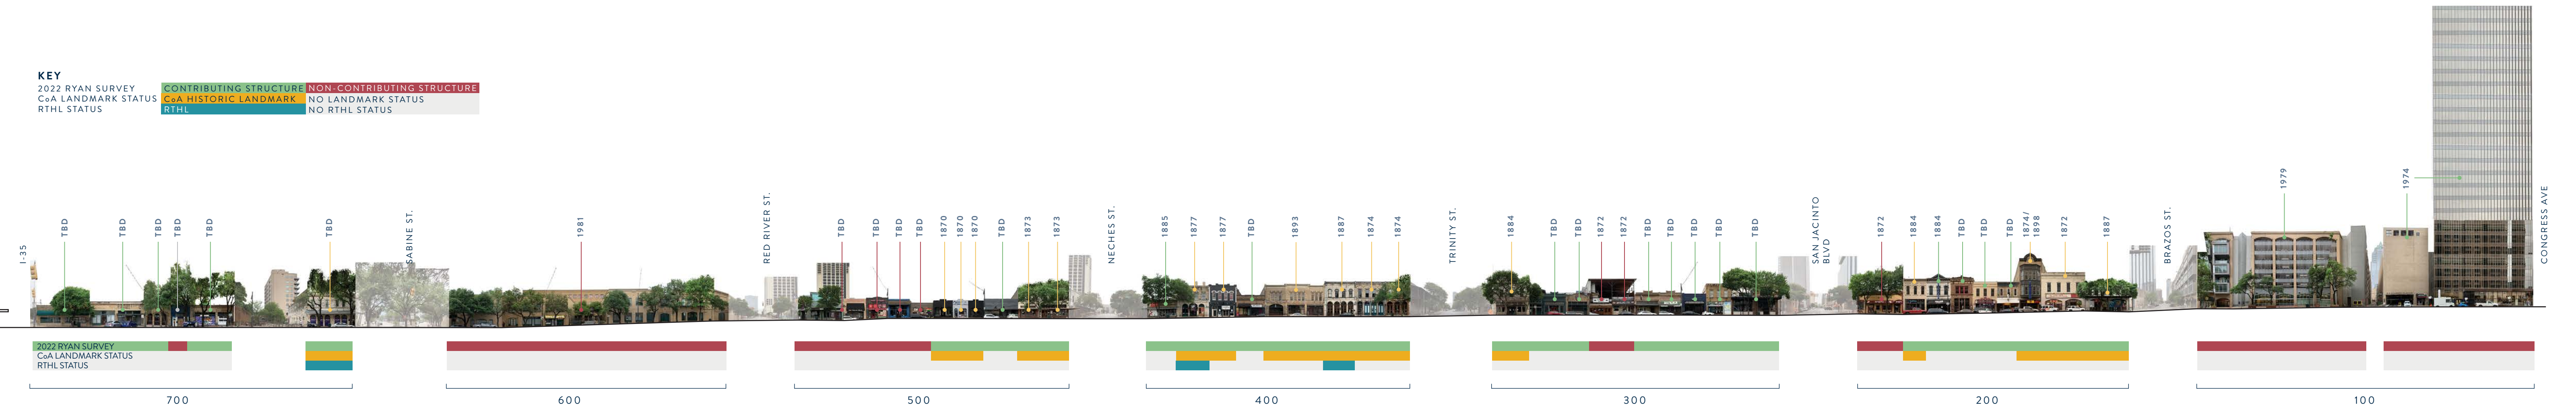 KEY
2022 RYAN SURVEY CONTRIBUTING STRUCTURE NON-CONTRIBUTING STRUCTURE
CoA LANDMARK STATUS CoA HISTORIC LANDMARK NO LANDMARK STATUS
RTHL STATUS RTHL NO RTHL STATUS
I-35
TBD
TBD
TBD
TBD
TBD
TBD
SABINE ST.
1981
RED RIVER ST.
TBD
TBD
TBD
TBD
1870
1870
1870
TBD
1873
1873
NECHES ST.
1885
1877
1877
TBD
1893
1887
1874
1874
TRINITY ST.
1884
TBD
TBD
1872
1872
TBD
TBD
TBD
TBD
TBD
SAN JACINTO
BLVD
1872
1884
1884
TBD
TBD
TBD
1874/
1898
1872
1887
BRAZOS ST.
1979
1974
CONGRESS AVE
2022 RYAN SURVEY
CoA LANDMARK STATUS
RTHL STATUS
700 600 500 400 300 200 100